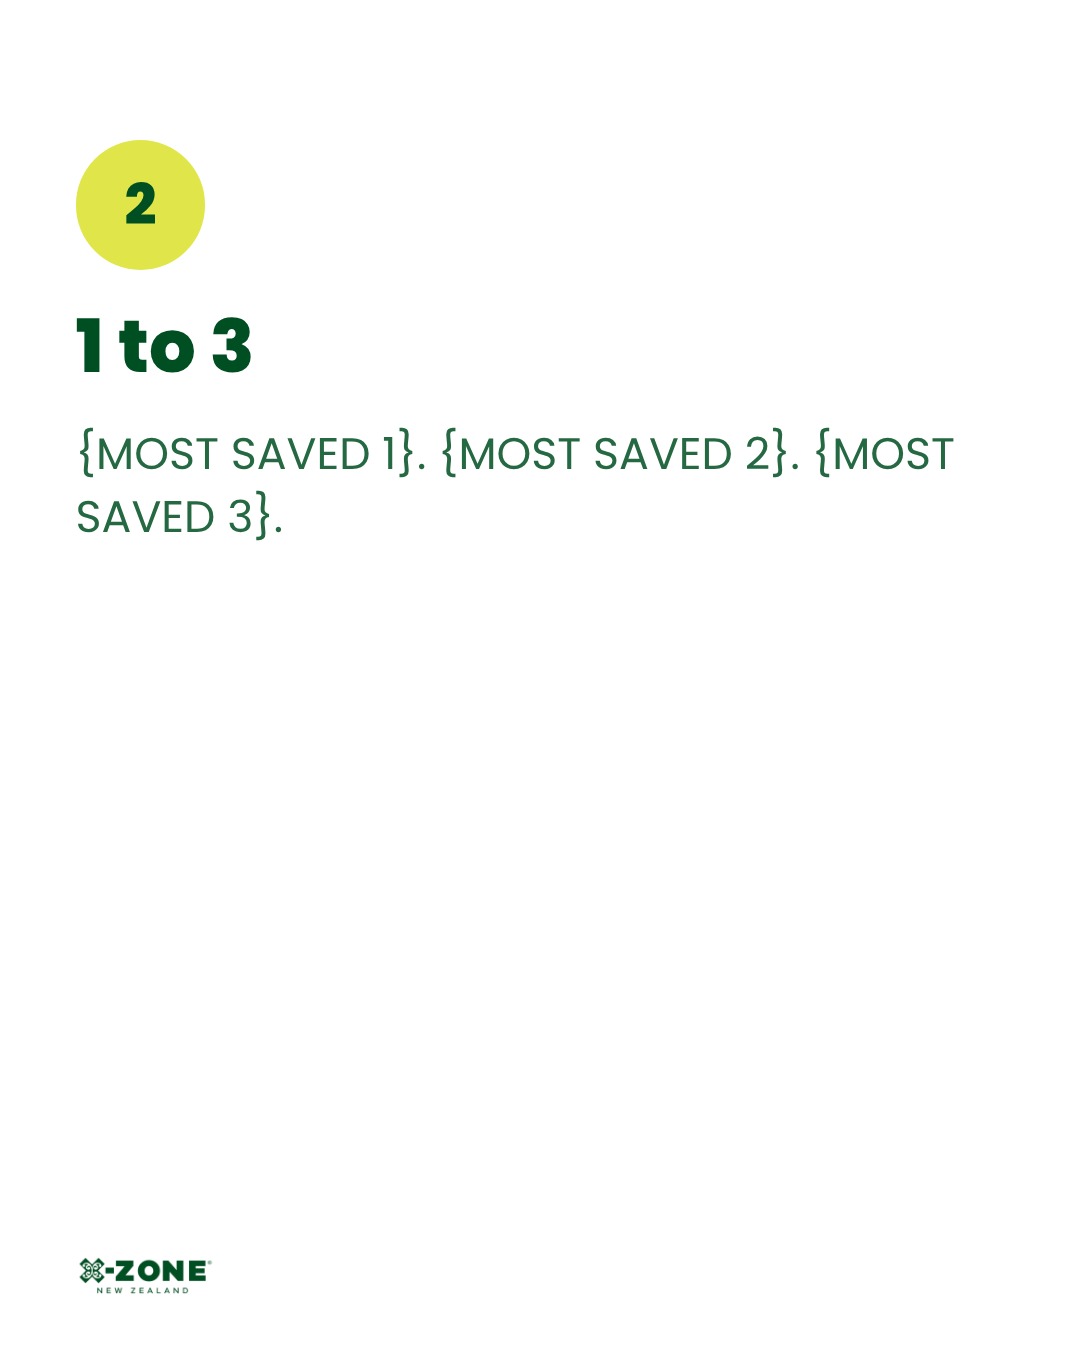 2
1 to 3
{MOST SAVED 1}. {MOST SAVED 2}. {MOST
SAVED 3}.
X-ZONE®
NEW ZEALAND